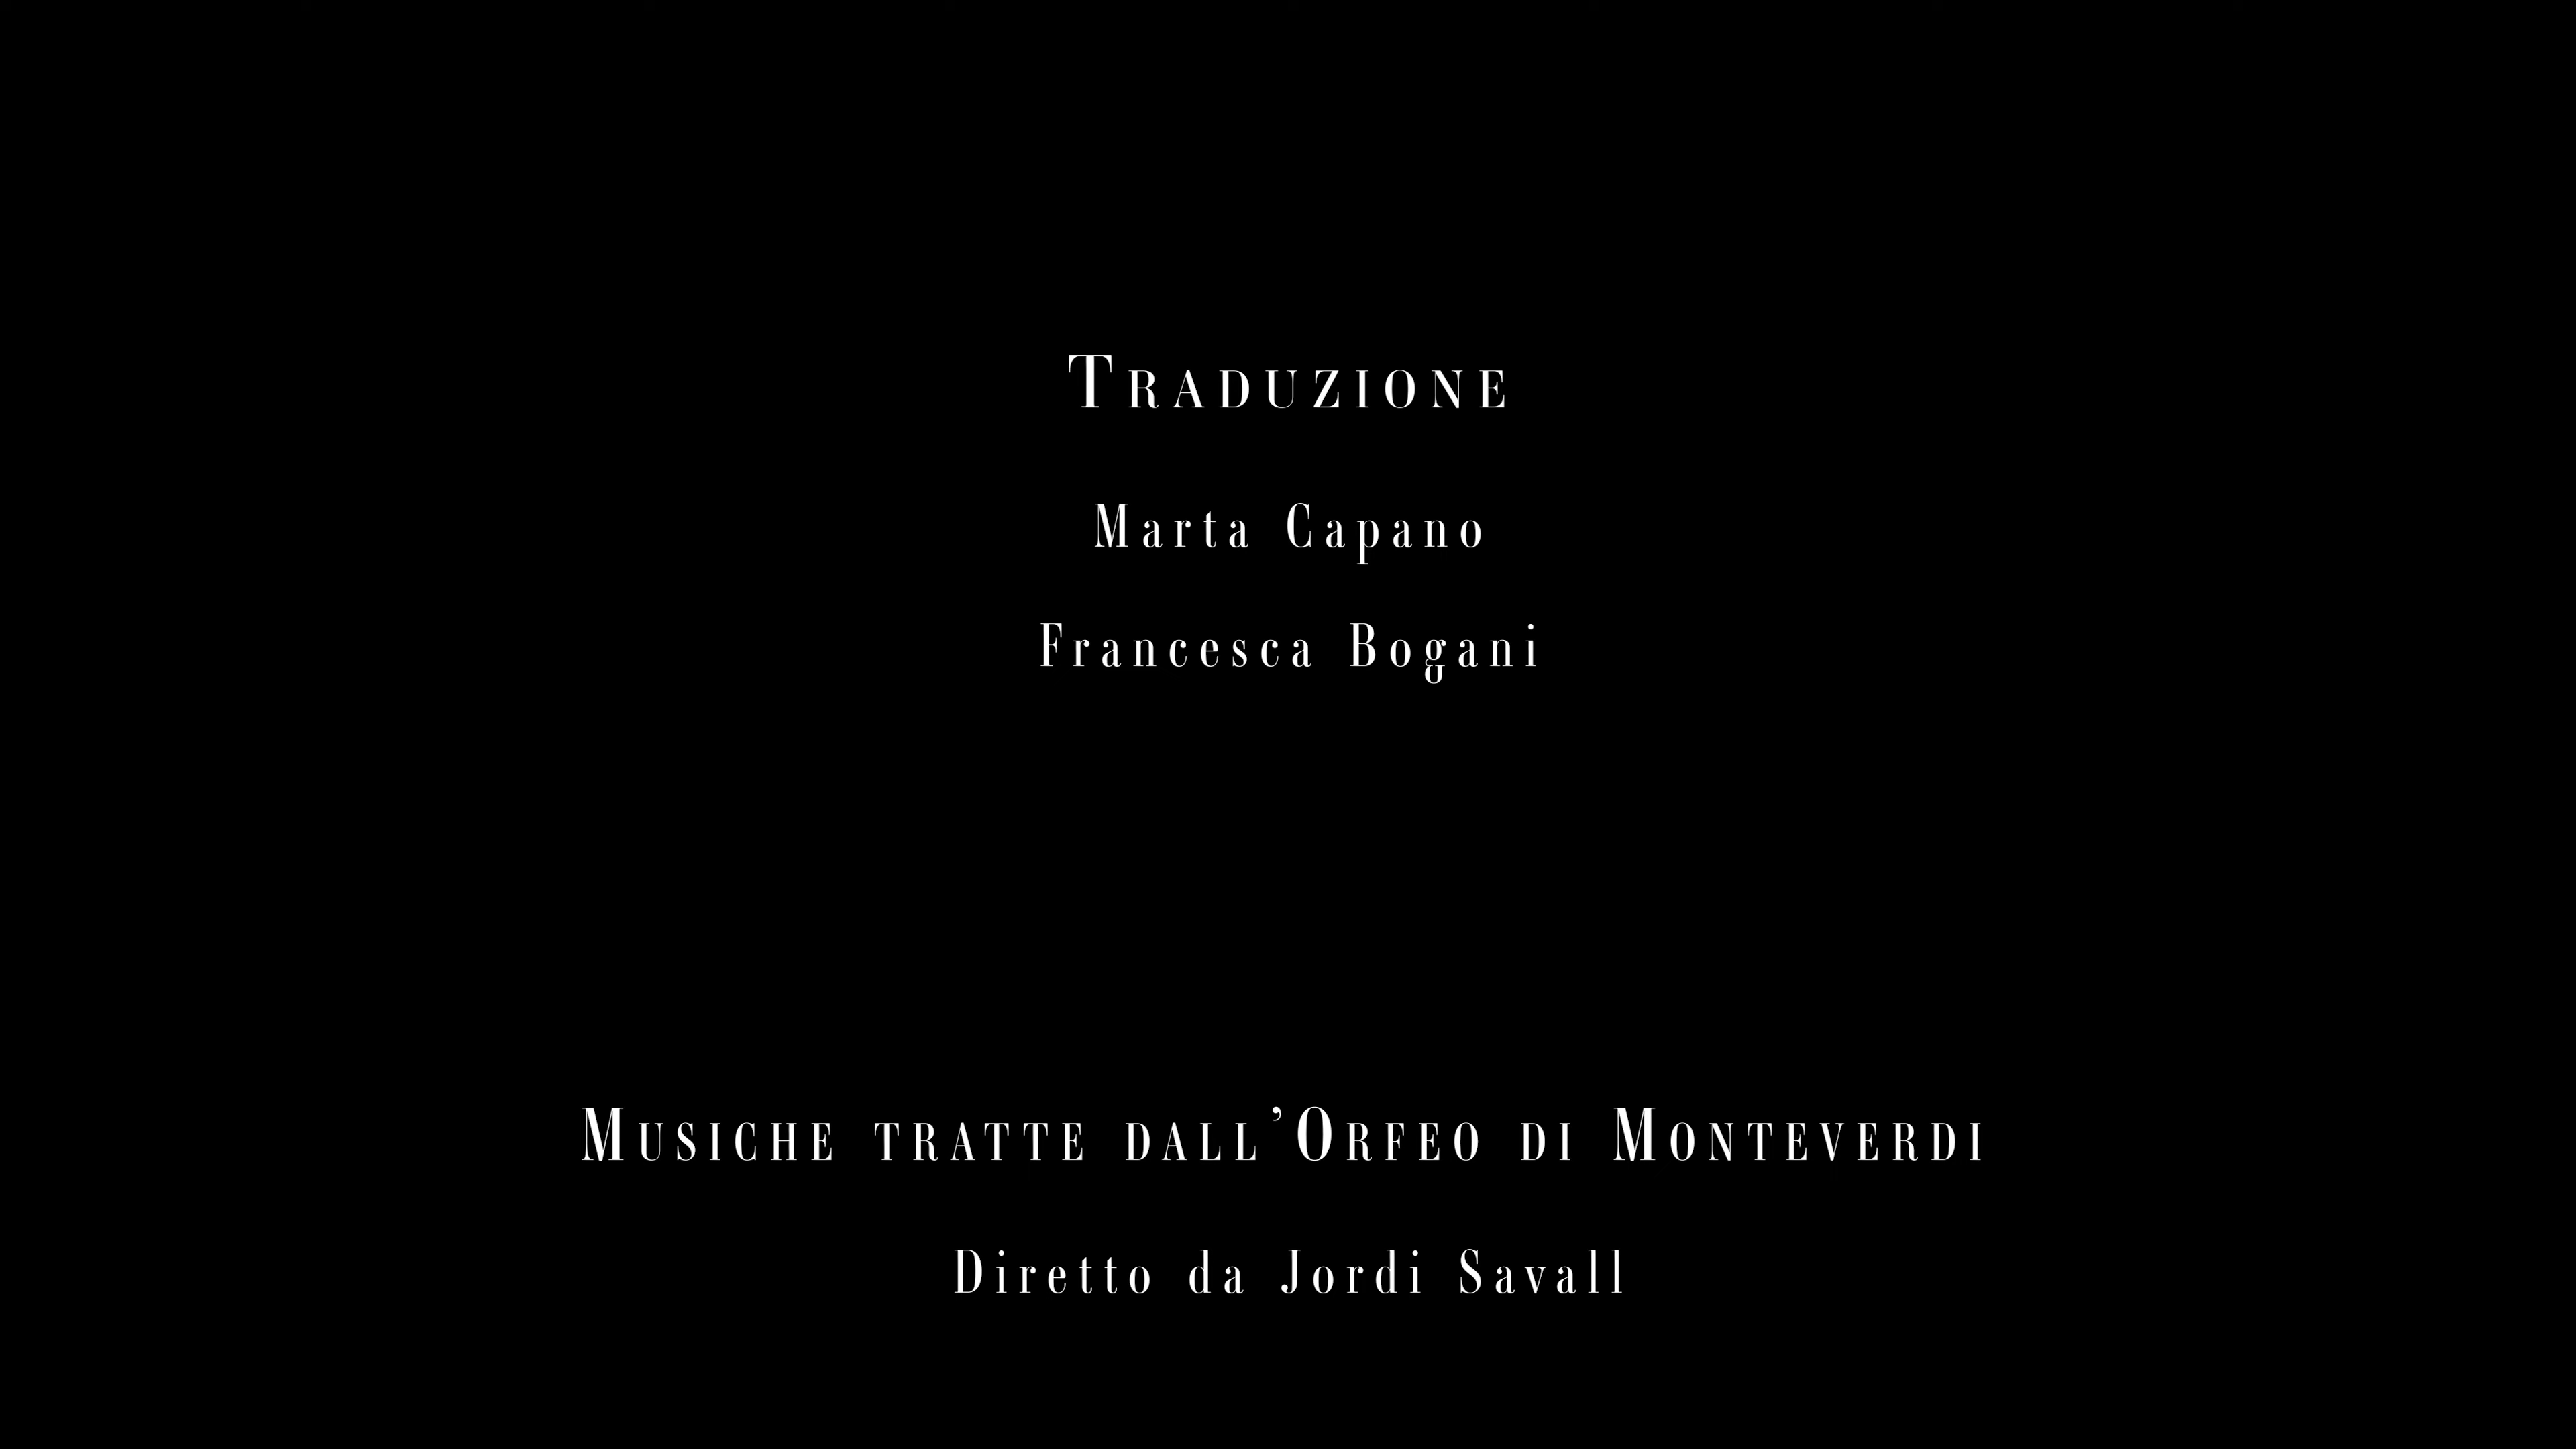 Traduzione
Marta Capano
Francesca Bogani
Musiche tratte dall’Orfeo di Monteverdi
Diretto da Jordi Savall